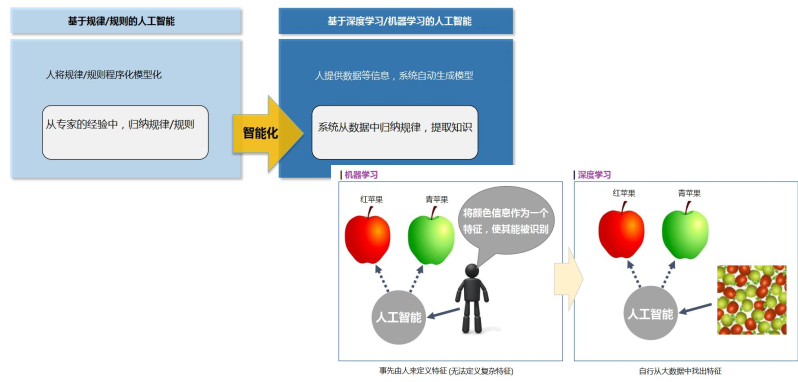 基于规律/规则的人工智能
基于深度学习/机器学习的人工智能
人将规律/规则程序化模型化
人提供数据等信息，系统自动生成模型
从专家的经验中，归纳规律/规则
智能化
系统从数据中归纳规律，提取知识
机器学习
深度学习
红苹果
青苹果
将颜色信息作为一个
特征，使其能被识别
人工智能
红苹果
青苹果
人工智能
事先由人来定义特征 (无法定义复杂特征)
自行从大数据中找出特征